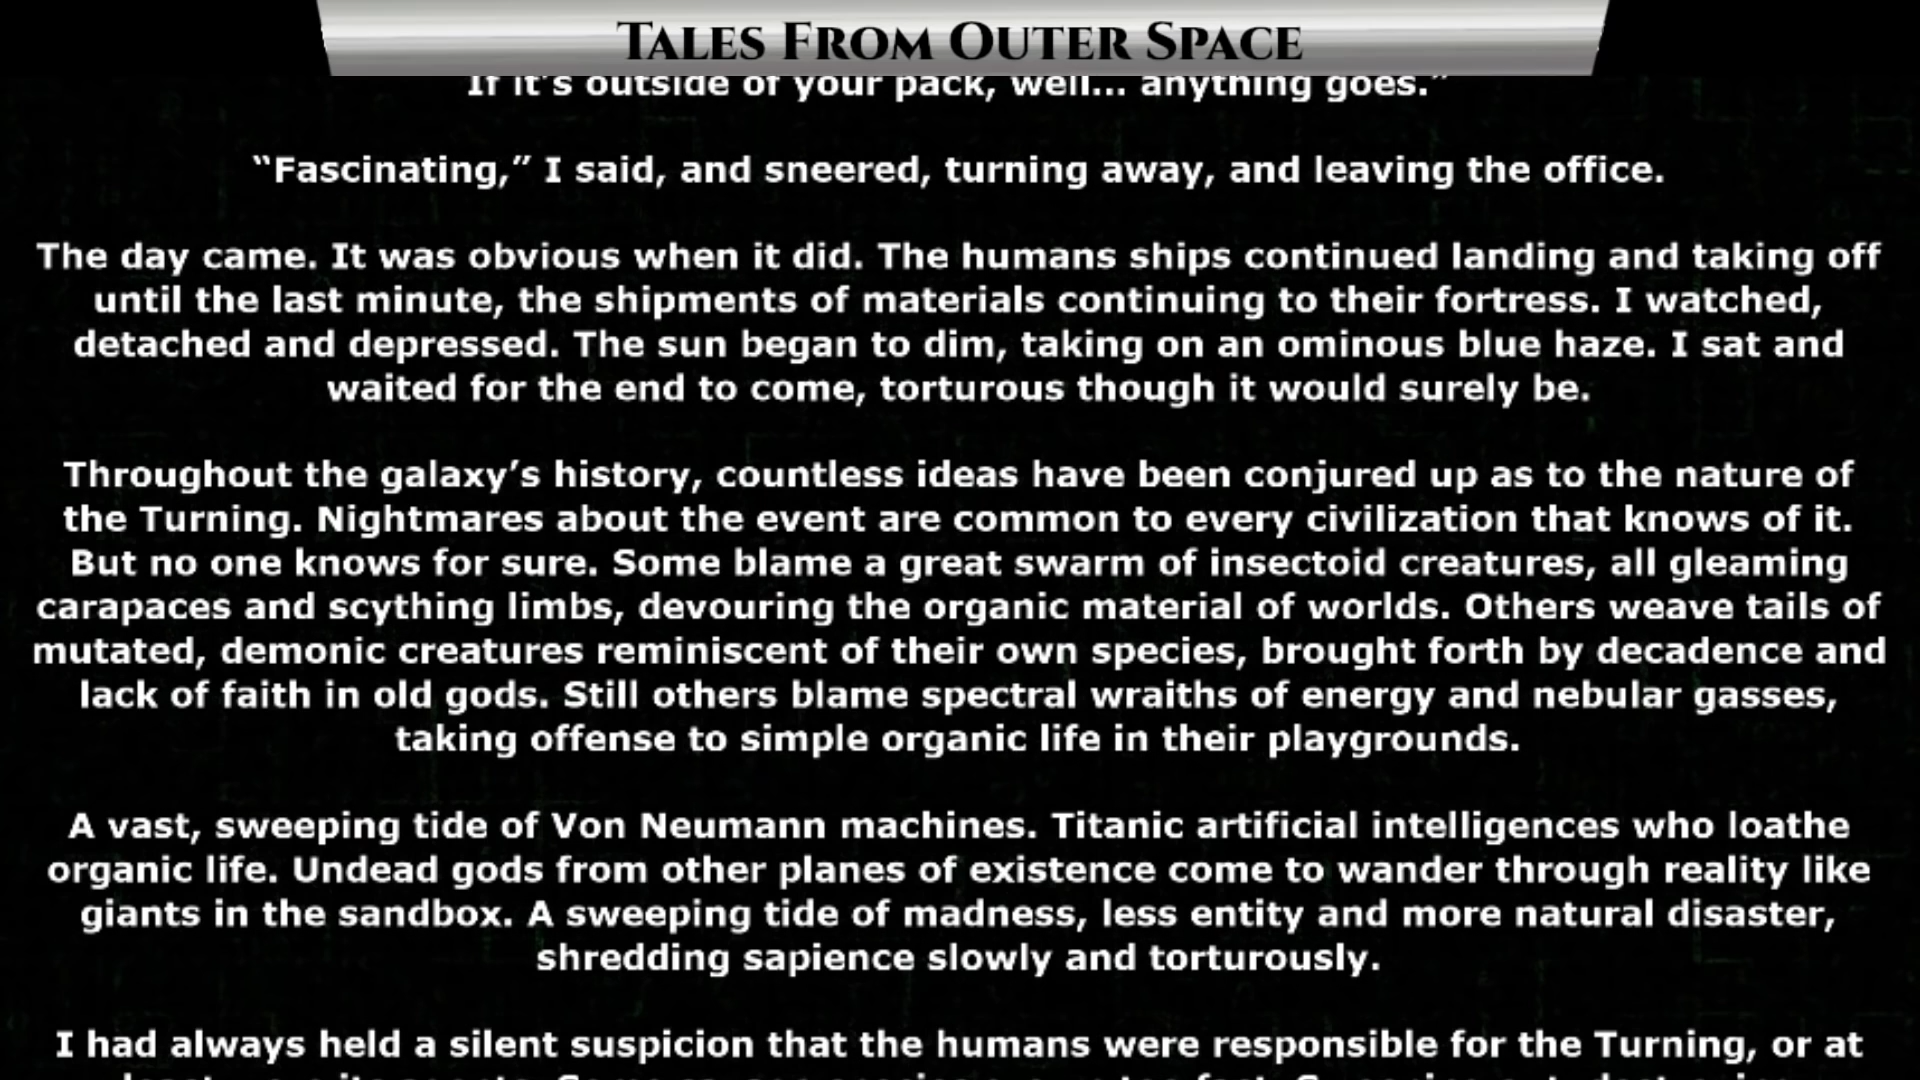 Tales From Outer Space
If it's outside of your pack, well... anything goes.”
“Fascinating,” I said, and sneered, turning away, and leaving the office.
The day came. It was obvious when it did. The humans ships continued landing and taking off
until the last minute, the shipments of materials continuing to their fortress. I watched,
detached and depressed. The sun began to dim, taking on an ominous blue haze. I sat and
waited for the end to come, torturous though it would surely be.
Throughout the galaxy’s history, countless ideas have been conjured up as to the nature of
the Turning. Nightmares about the event are common to every civilization that knows of it.
But no one knows for sure. Some blame a great swarm of insectoid creatures, all gleaming
carapaces and scything limbs, devouring the organic material of worlds. Others weave tails of
mutated, demonic creatures reminiscent of their own species, brought forth by decadence and
lack of faith in old gods. Still others blame spectral wraiths of energy and nebular gasses,
taking offense to simple organic life in their playgrounds.
A vast, sweeping tide of Von Neumann machines. Titanic artificial intelligences who loathe
organic life. Undead gods from other planes of existence come to wander through reality like
giants in the sandbox. A sweeping tide of madness, less entity and more natural disaster,
shredding sapience slowly and torturously.
I had always held a silent suspicion that the humans were responsible for the Turning, or at